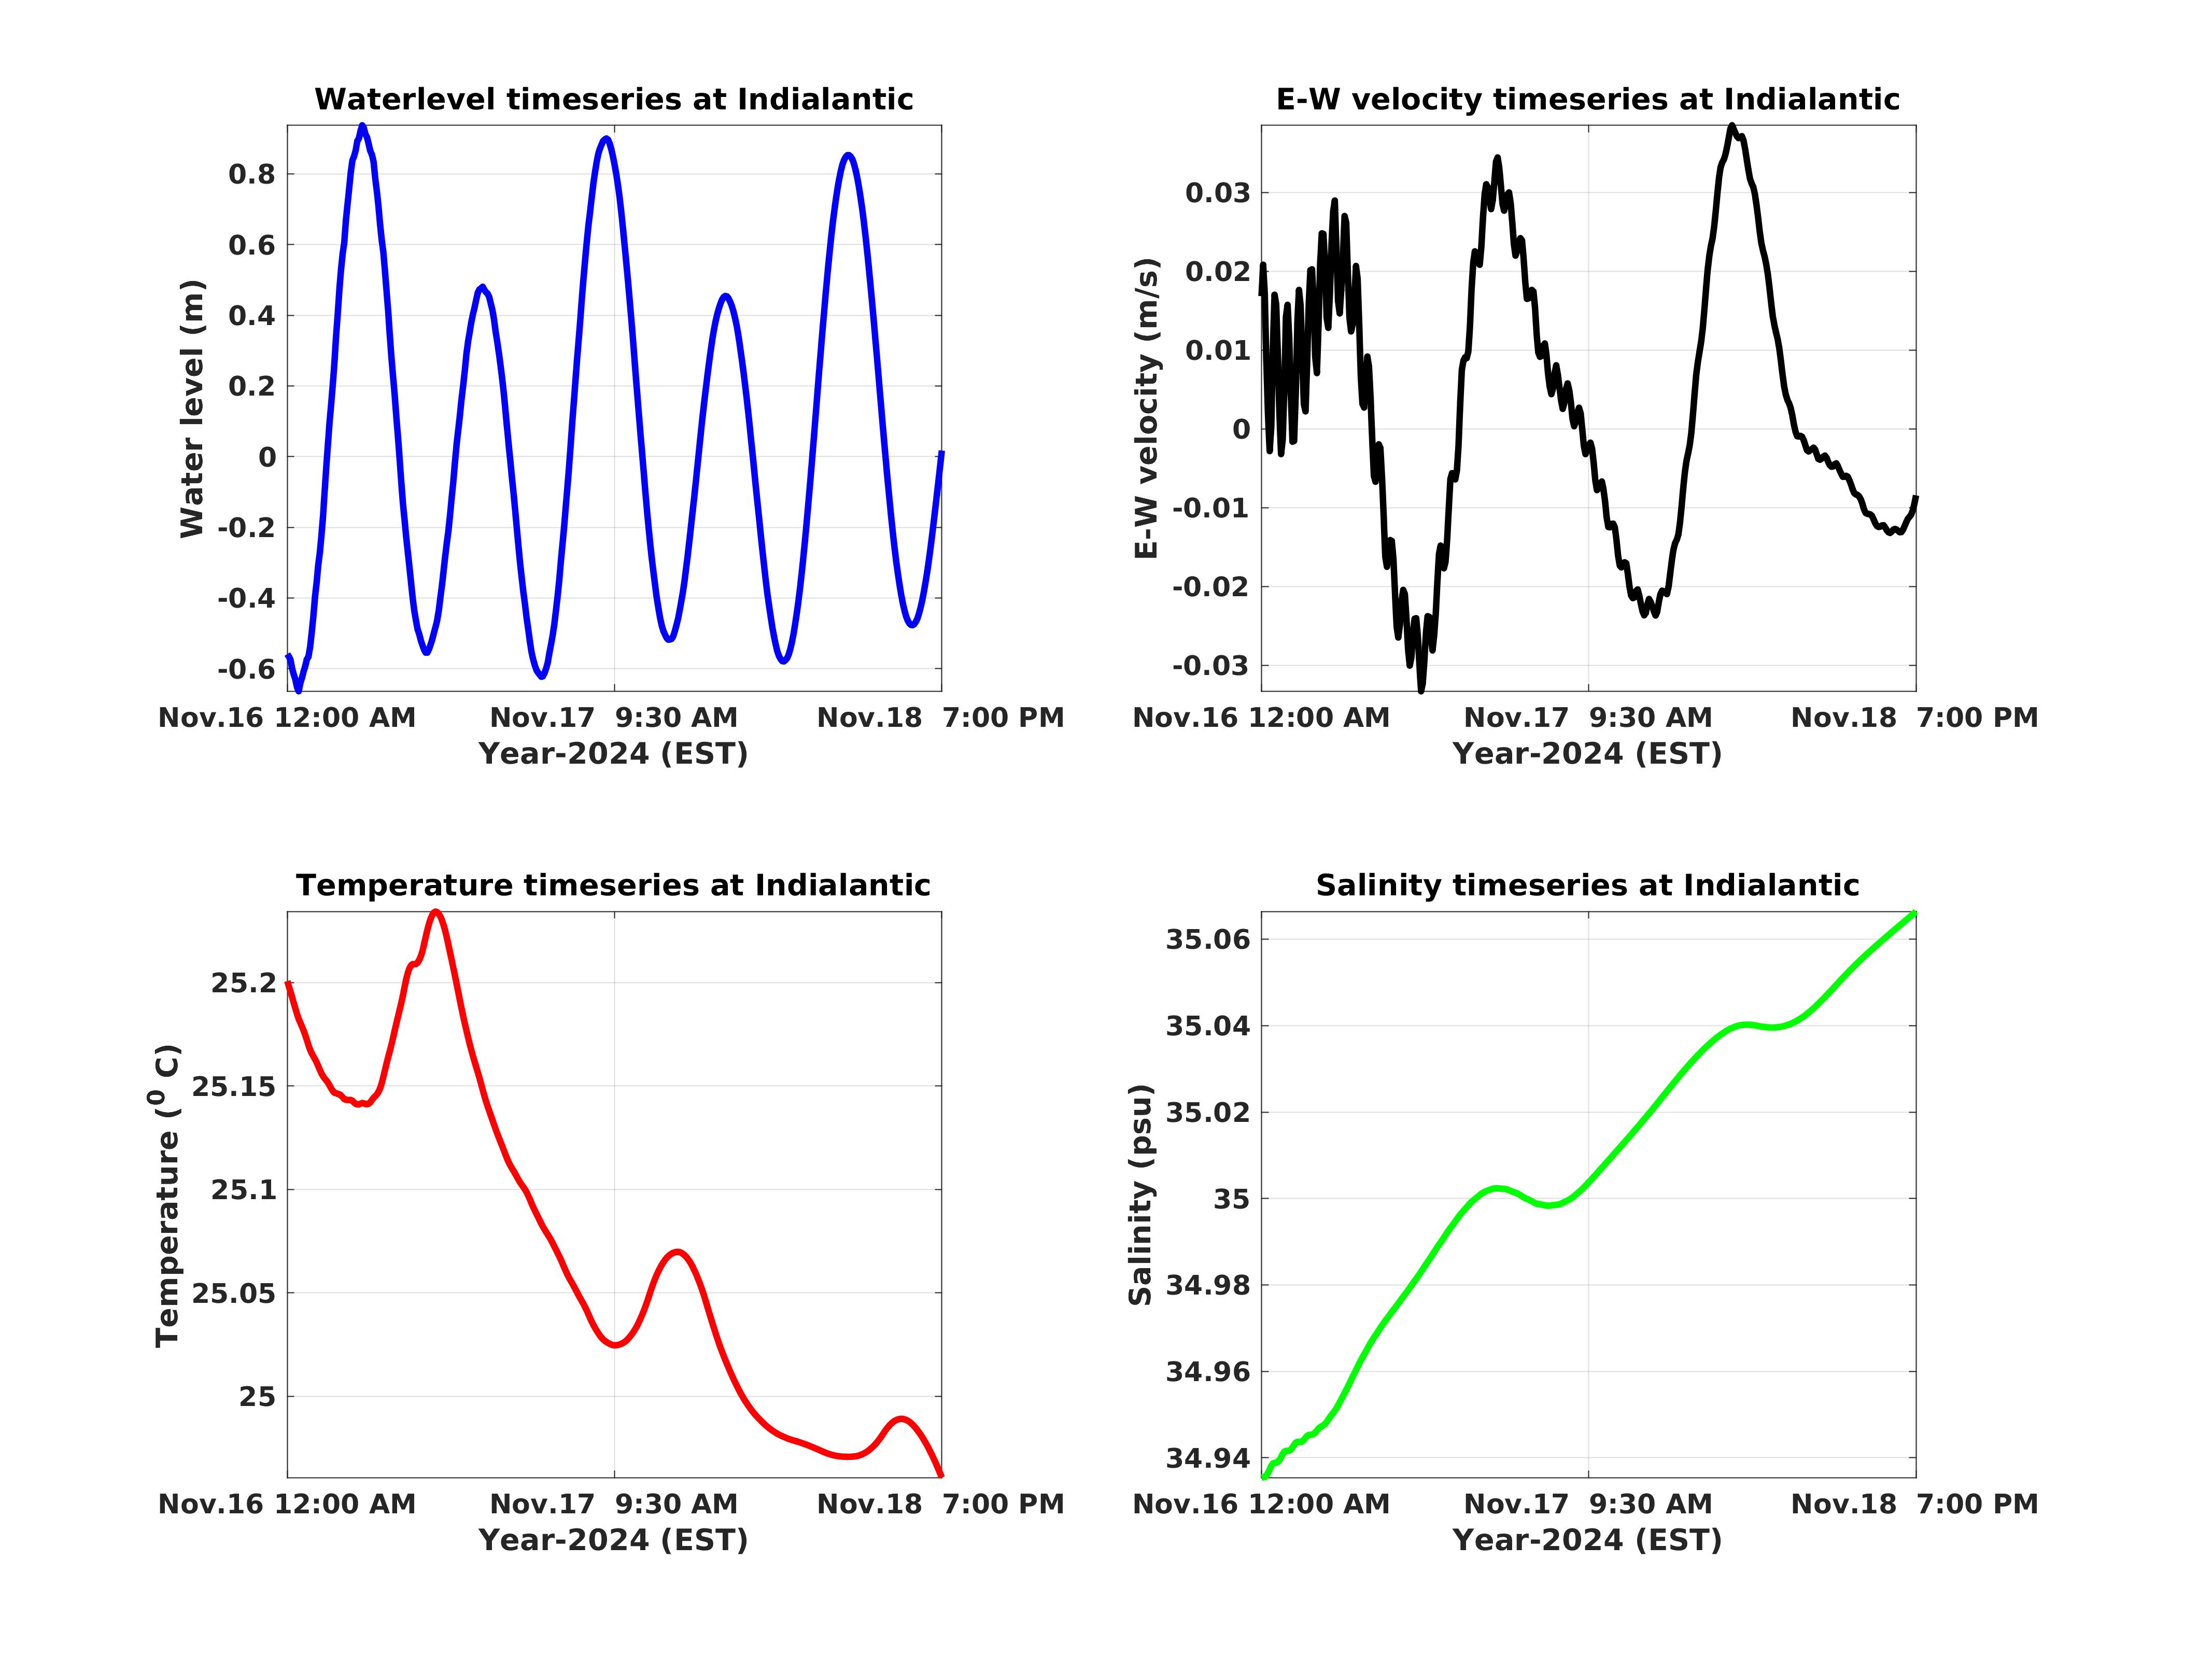 Waterlevel timeseries at Indialantic
0.8
0.6
0.4
0.2
0
-0.2
-0.4
-0.6
Water level (m)
Nov.16 12:00 AM Nov.17 9:30 AM Nov.18 7:00 PM
Year-2024 (EST)
E-W velocity timeseries at Indialantic
0.03
0.02
0.01
0
-0.01
-0.02
-0.03
E-W velocity (m/s)
Nov.16 12:00 AM Nov.17 9:30 AM Nov.18 7:00 PM
Year-2024 (EST)
Temperature timeseries at Indialantic
25.2
25.15
25.1
25.05
25
Temperature (⁰ C)
Nov.16 12:00 AM Nov.17 9:30 AM Nov.18 7:00 PM
Year-2024 (EST)
Salinity timeseries at Indialantic
35.06
35.04
35.02
35
34.98
34.96
34.94
Salinity (psu)
Nov.16 12:00 AM Nov.17 9:30 AM Nov.18 7:00 PM
Year-2024 (EST)